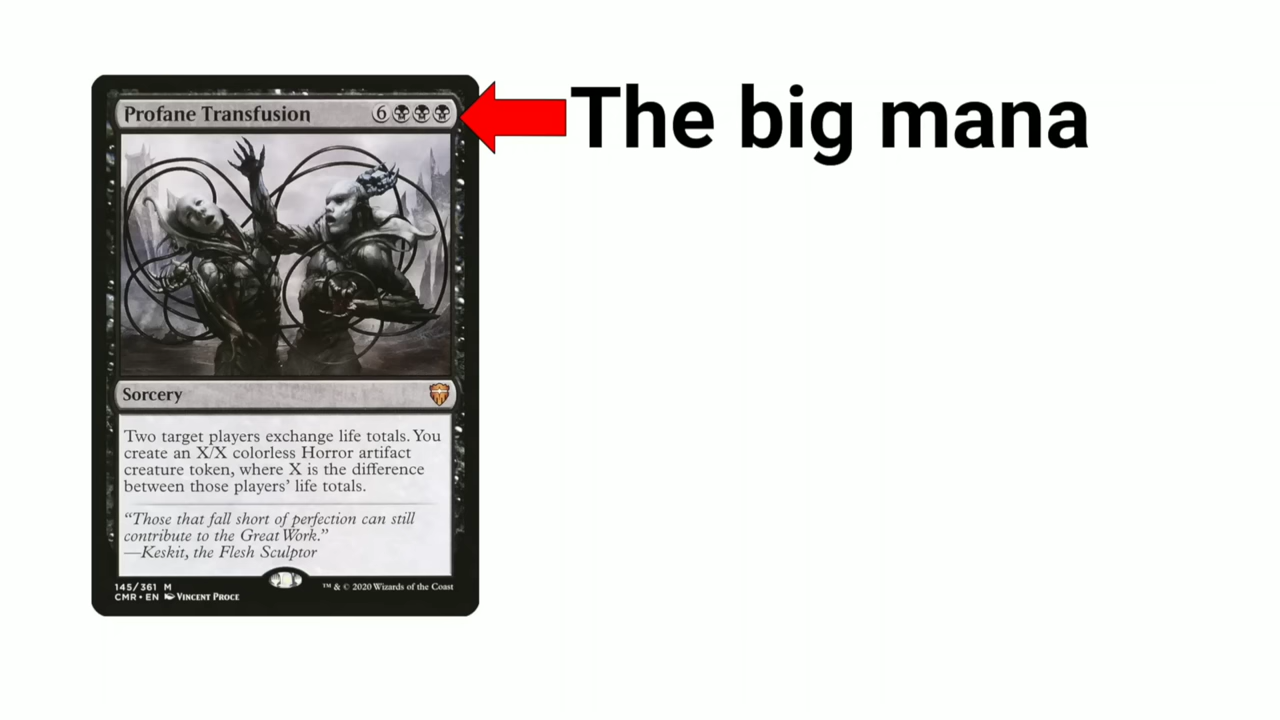 Profane Transfusion 6
The big mana
Sorcery
Two target players exchange life totals. You
create an X/X colorless Horror artifact
creature token, where X is the difference
between those players' life totals.
"Those that fall short of perfection can still
contribute to the Great Work."
—Keskit, the Flesh Sculptor
145/361 M
CMR • EN VINCENT PROCE
™ & © 2020 Wizards of the Coast